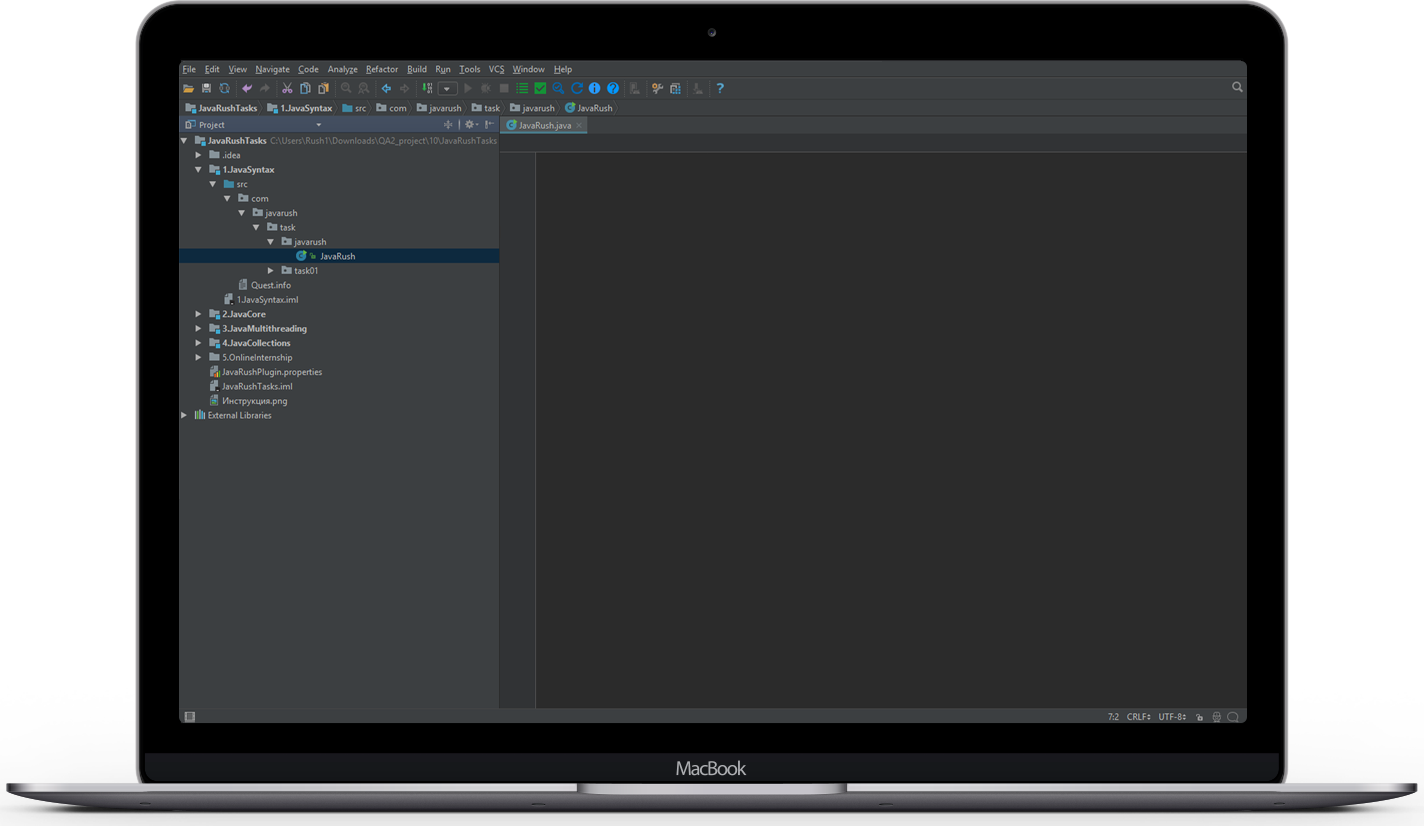 File Edit View Navigate Code Analyze Refactor Build Run Tools VCS Window Help
JavaRushTasks 1.JavaSyntax src com javarush task javarush JavaRush
Project
JavaRush.java
JavaRushTasks C:\Users\Rush1\Downloads\QA2_project\10\JavaRushTasks
.idea
1.JavaSyntax
src
com
javarush
task
javarush
JavaRush
task01
Quest.info
1.JavaSyntax.iml
2.JavaCore
3.JavaMultithreading
4.JavaCollections
5.OnlineInternship
JavaRushPlugin.properties
JavaRushTasks.iml
Инструкция.png
External Libraries
7:2 CRLF UTF-8
MacBook